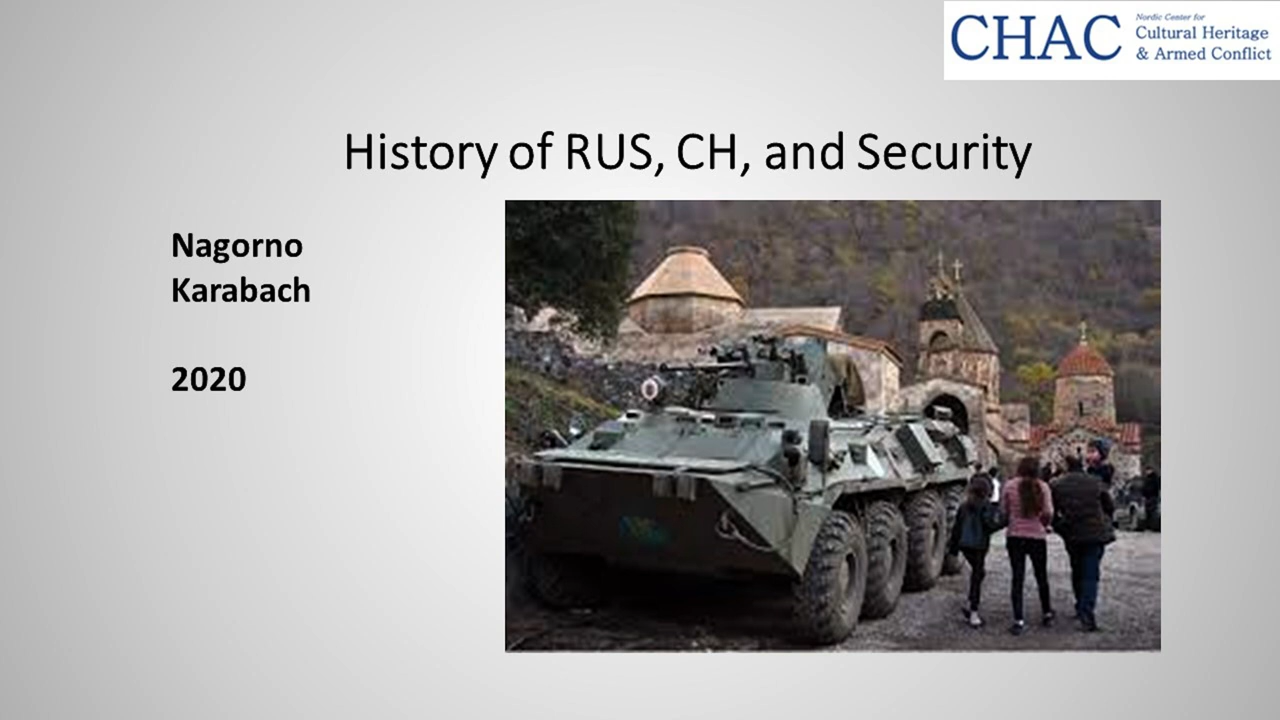 CHAC
Nordic Center for
Cultural Heritage
& Armed Conflict
History of RUS, CH, and Security
Nagorno
Karabach
2020